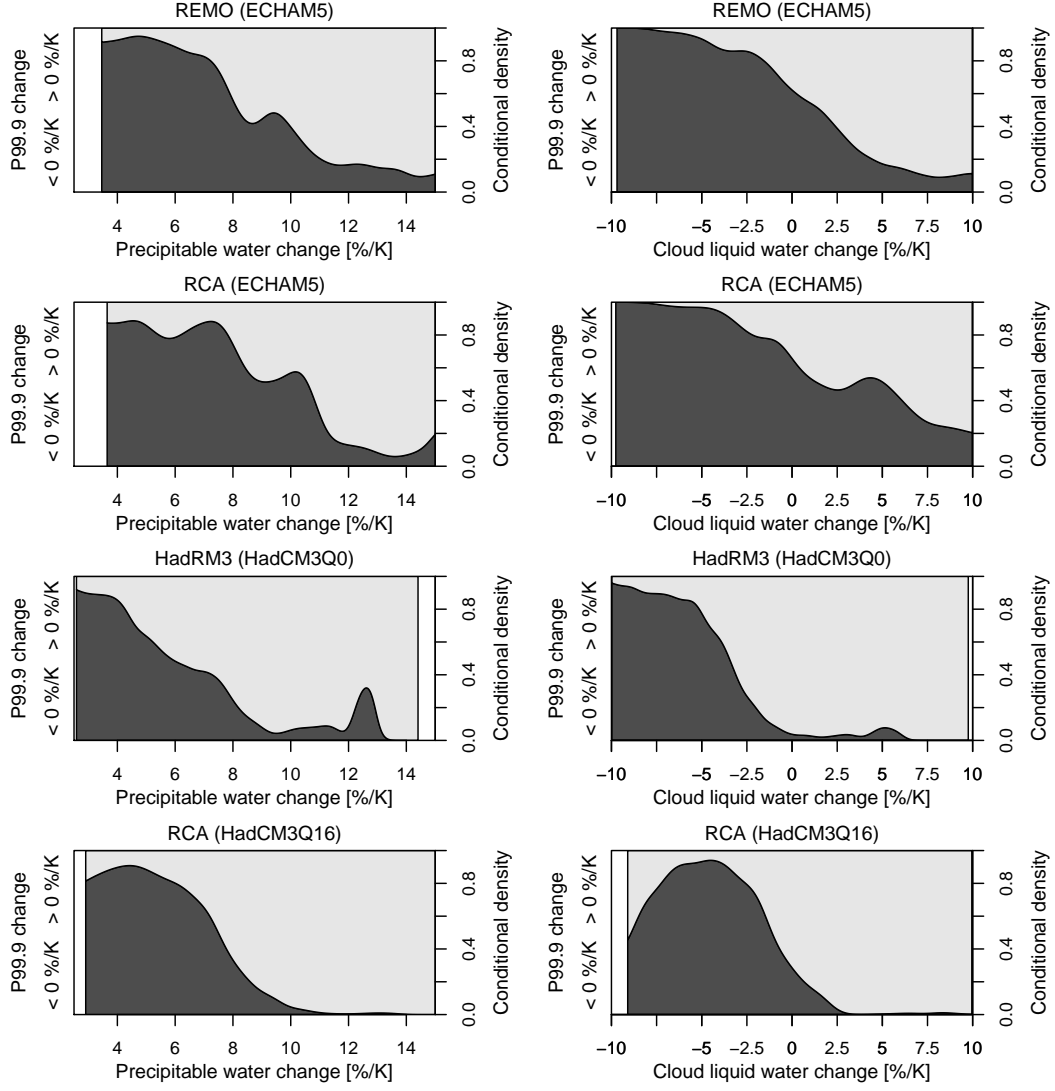 REMO (ECHAM5)
P99.9 change
< 0 %/K > 0 %/K
0.0 0.4 0.8
Conditional density
4 6 8 10 12 14
Precipitable water change [%/K]
REMO (ECHAM5)
P99.9 change
< 0 %/K > 0 %/K
0.0 0.4 0.8
Conditional density
−10 −5 −2.5 0 2.5 5 7.5 10
Cloud liquid water change [%/K]
RCA (ECHAM5)
P99.9 change
< 0 %/K > 0 %/K
0.0 0.4 0.8
Conditional density
4 6 8 10 12 14
Precipitable water change [%/K]
RCA (ECHAM5)
P99.9 change
< 0 %/K > 0 %/K
0.0 0.4 0.8
Conditional density
−10 −5 −2.5 0 2.5 5 7.5 10
Cloud liquid water change [%/K]
HadRM3 (HadCM3Q0)
P99.9 change
< 0 %/K > 0 %/K
0.0 0.4 0.8
Conditional density
4 6 8 10 12 14
Precipitable water change [%/K]
HadRM3 (HadCM3Q0)
P99.9 change
< 0 %/K > 0 %/K
0.0 0.4 0.8
Conditional density
−10 −5 −2.5 0 2.5 5 7.5 10
Cloud liquid water change [%/K]
RCA (HadCM3Q16)
P99.9 change
< 0 %/K > 0 %/K
0.0 0.4 0.8
Conditional density
4 6 8 10 12 14
Precipitable water change [%/K]
RCA (HadCM3Q16)
P99.9 change
< 0 %/K > 0 %/K
0.0 0.4 0.8
Conditional density
−10 −5 −2.5 0 2.5 5 7.5 10
Cloud liquid water change [%/K]